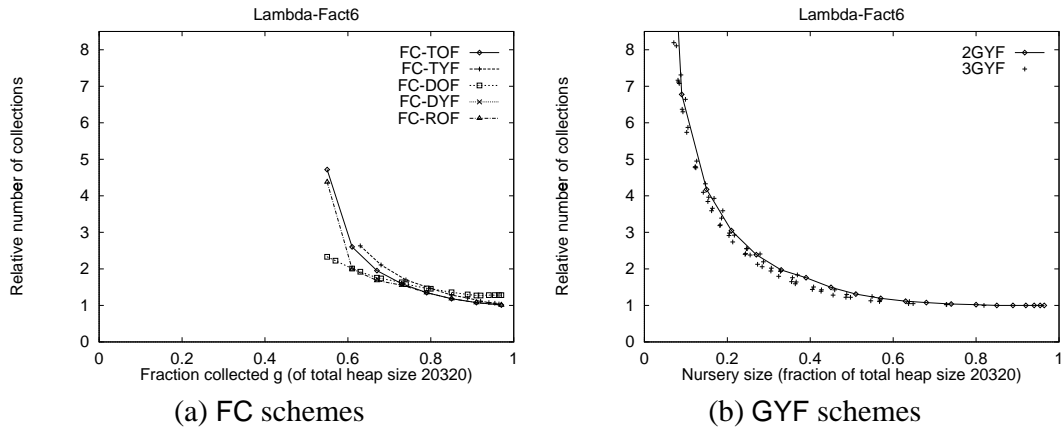 Lambda-Fact6
Relative number of collections
8
7
6
5
4
3
2
1
0
FC-TOF
FC-TYF
FC-DOF
FC-DYF
FC-ROF
0 0.2 0.4 0.6 0.8 1
Fraction collected g (of total heap size 20320)
(a) FC schemes
Lambda-Fact6
Relative number of collections
8
7
6
5
4
3
2
1
0
2GYF
3GYF
0 0.2 0.4 0.6 0.8 1
Nursery size (fraction of total heap size 20320)
(b) GYF schemes